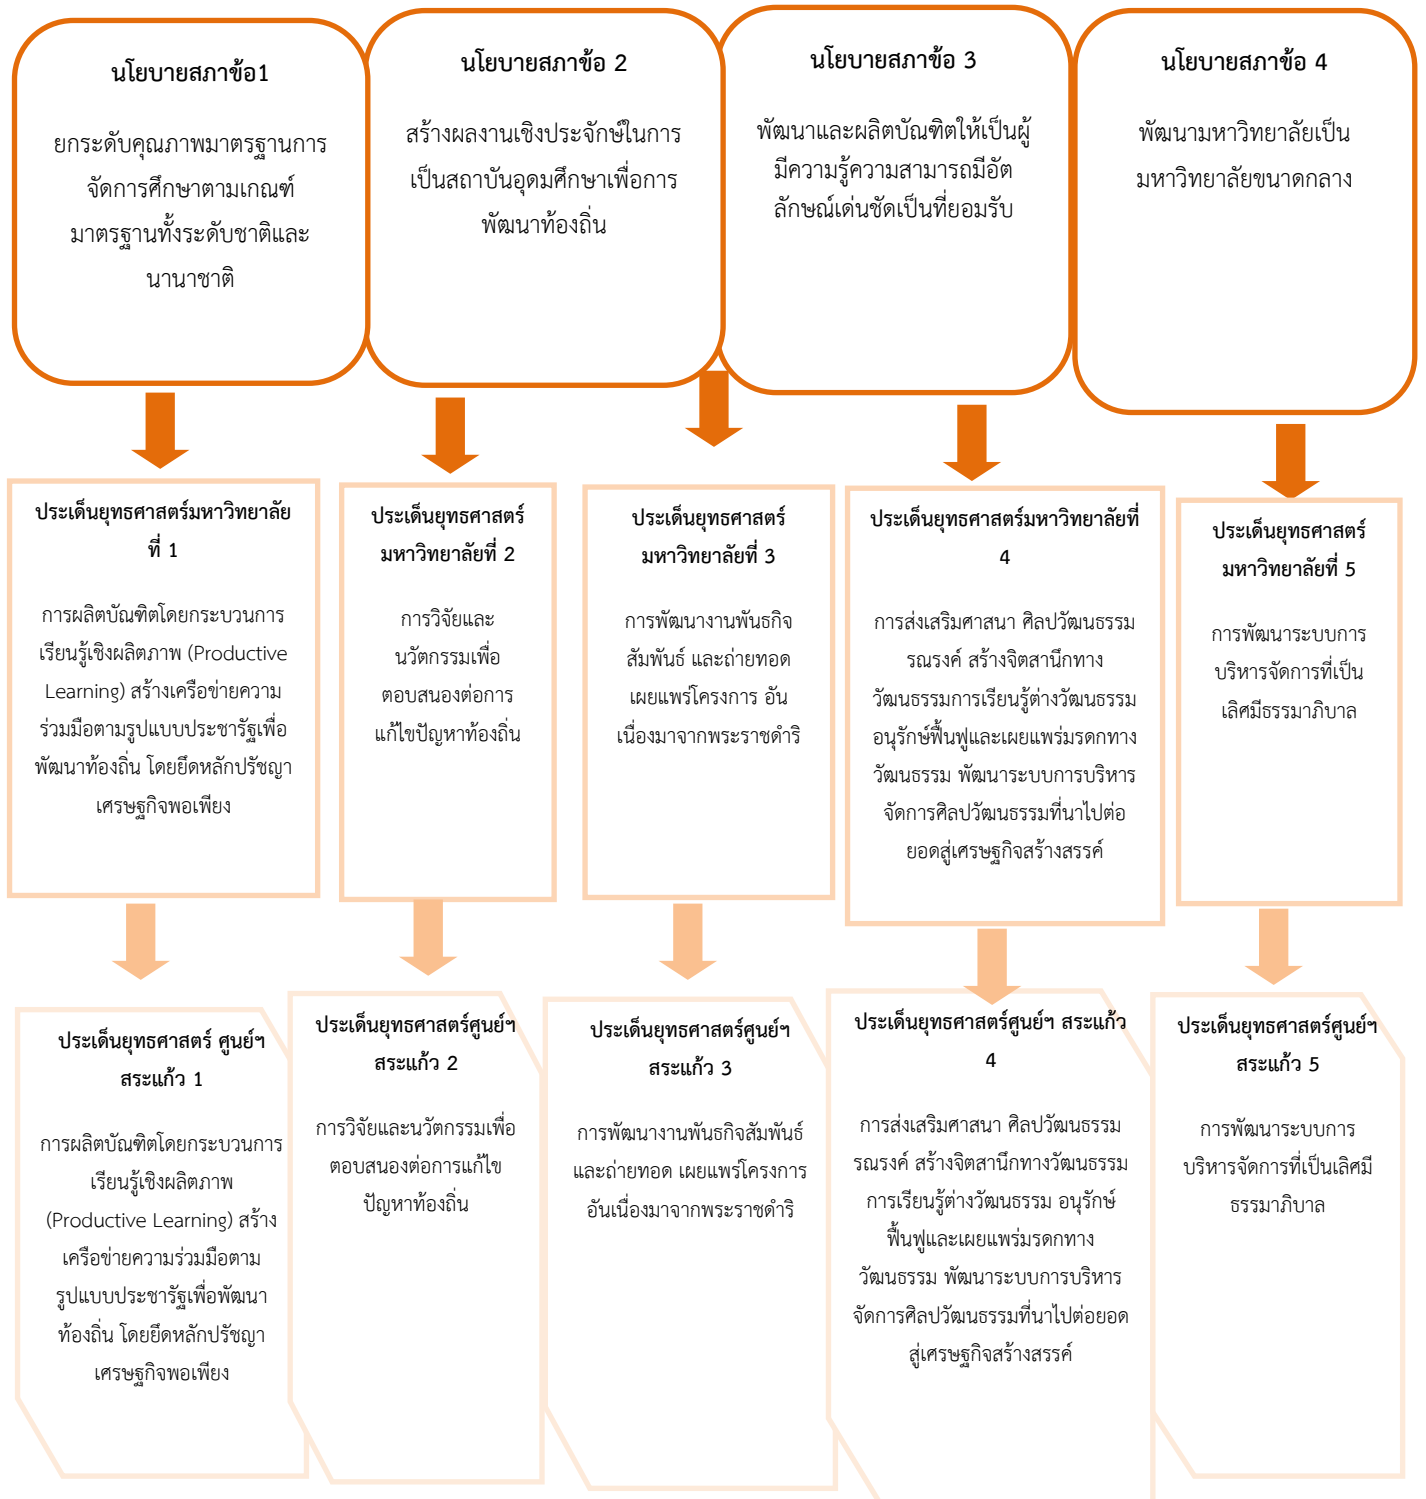 นโยบายสภาข้อ1
ยกระดับคุณภาพมาตรฐานการ
จัดการศึกษาตามเกณฑ์
มาตรฐานทั้งระดับชาติและ
นานาชาติ
นโยบายสภาข้อ 2
สร้างผลงานเชิงประจักษ์ในการ
เป็นสถาบันอุดมศึกษาเพื่อการ
พัฒนาท้องถิ่น
นโยบายสภาข้อ 3
พัฒนาและผลิตบัณฑิตให้เป็นผู้
มีความรู้ความสามารถมีอัต
ลักษณ์เด่นชัดเป็นที่ยอมรับ
นโยบายสภาข้อ 4
พัฒนามหาวิทยาลัยเป็น
มหาวิทยาลัยขนาดกลาง
ประเด็นยุทธศาสตร์มหาวิทยาลัย
ที่ 1
การผลิตบัณฑิตโดยกระบวนการ
เรียนรู้เชิงผลิตภาพ (Productive
Learning) สร้างเครือข่ายความ
ร่วมมือตามรูปแบบประชารัฐเพื่อ
พัฒนาท้องถิ่น โดยยึดหลักปรัชญา
เศรษฐกิจพอเพียง
ประเด็นยุทธศาสตร์
มหาวิทยาลัยที่ 2
การวิจัยและ
นวัตกรรมเพื่อ
ตอบสนองต่อการ
แก้ไขปัญหาท้องถิ่น
ประเด็นยุทธศาสตร์
มหาวิทยาลัยที่ 3
การพัฒนางานพันธกิจ
สัมพันธ์ และถ่ายทอด
เผยแพร่โครงการ อัน
เนื่องมาจากพระราชดำริ
ประเด็นยุทธศาสตร์มหาวิทยาลัยที่
4
การส่งเสริมศาสนา ศิลปวัฒนธรรม
รณรงค์ สร้างจิตสานึกทาง
วัฒนธรรมการเรียนรู้ต่างวัฒนธรรม
อนุรักษ์ฟื้นฟูและเผยแพร่มรดกทาง
วัฒนธรรม พัฒนาระบบการบริหาร
จัดการศิลปวัฒนธรรมที่นาไปต่อ
ยอดสู่เศรษฐกิจสร้างสรรค์
ประเด็นยุทธศาสตร์
มหาวิทยาลัยที่ 5
การพัฒนาระบบการ
บริหารจัดการที่เป็น
เลิศมีธรรมาภิบาล
ประเด็นยุทธศาสตร์ ศูนย์ฯ
สระแก้ว 1
การผลิตบัณฑิตโดยกระบวนการ
เรียนรู้เชิงผลิตภาพ
(Productive Learning) สร้าง
เครือข่ายความร่วมมือตาม
รูปแบบประชารัฐเพื่อพัฒนา
ท้องถิ่น โดยยึดหลักปรัชญา
เศรษฐกิจพอเพียง
ประเด็นยุทธศาสตร์ศูนย์ฯ
สระแก้ว 2
การวิจัยและนวัตกรรมเพื่อ
ตอบสนองต่อการแก้ไข
ปัญหาท้องถิ่น
ประเด็นยุทธศาสตร์ศูนย์ฯ
สระแก้ว 3
การพัฒนางานพันธกิจสัมพันธ์
และถ่ายทอด เผยแพร่โครงการ
อันเนื่องมาจากพระราชดำริ
ประเด็นยุทธศาสตร์ศูนย์ฯ สระแก้ว
4
การส่งเสริมศาสนา ศิลปวัฒนธรรม
รณรงค์ สร้างจิตสานึกทางวัฒนธรรม
การเรียนรู้ต่างวัฒนธรรม อนุรักษ์
ฟื้นฟูและเผยแพร่มรดกทาง
วัฒนธรรม พัฒนาระบบการบริหาร
จัดการศิลปวัฒนธรรมที่นาไปต่อยอด
สู่เศรษฐกิจสร้างสรรค์
ประเด็นยุทธศาสตร์ศูนย์ฯ
สระแก้ว 5
การพัฒนาระบบการ
บริหารจัดการที่เป็นเลิศมี
ธรรมาภิบาล